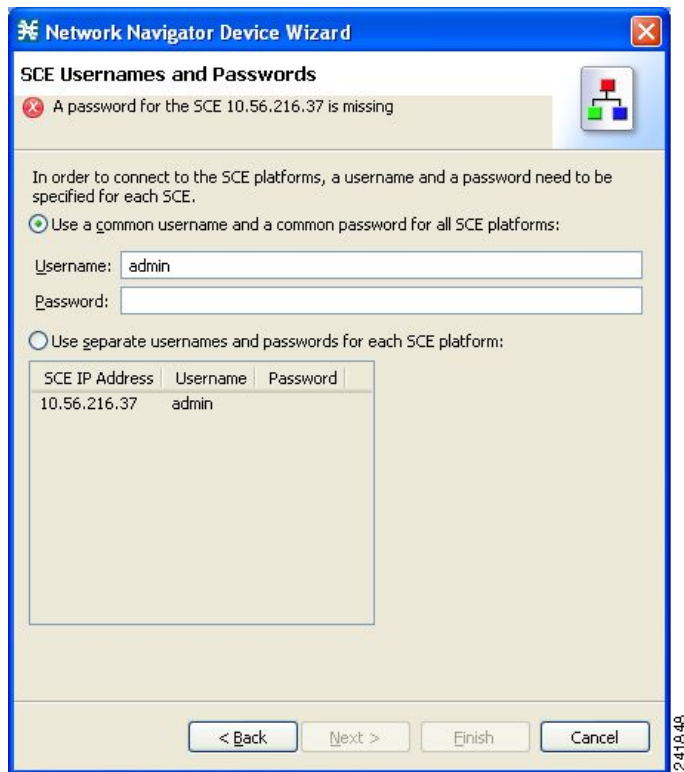 Network Navigator Device Wizard
SCE Usernames and Passwords
A password for the SCE 10.56.216.37 is missing
In order to connect to the SCE platforms, a username and a password need to be
specified for each SCE.
Use a common username and a common password for all SCE platforms:
Username: admin
Password:
Use separate usernames and passwords for each SCE platform:
SCE IP Address Username Password
10.56.216.37 admin
< Back Next > Finish Cancel
241848